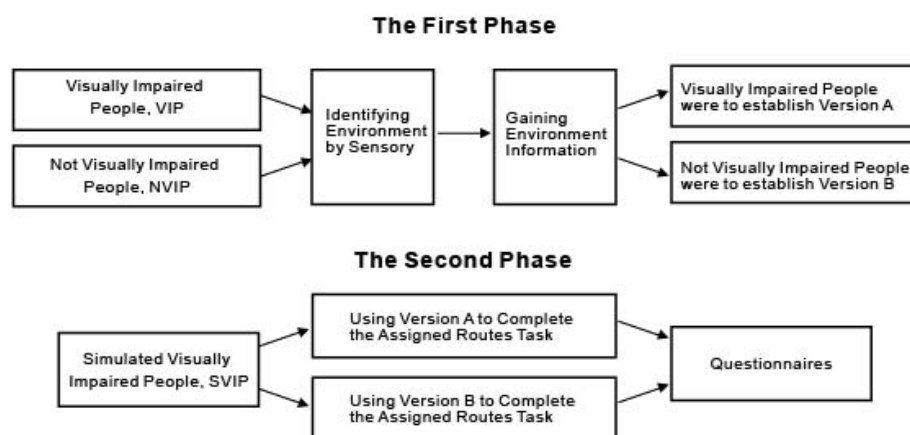 The First Phase
Visually Impaired
People, VIP
Not Visually Impaired
People, NVIP
Identifying
Environment
by Sensory
Gaining
Environment
Information
Visually Impaired People
were to establish Version A
Not Visually Impaired People
were to establish Version B
The Second Phase
Simulated Visually
Impaired People, SVIP
Using Version A to Complete
the Assigned Routes Task
Using Version B to Complete
the Assigned Routes Task
Questionnaires